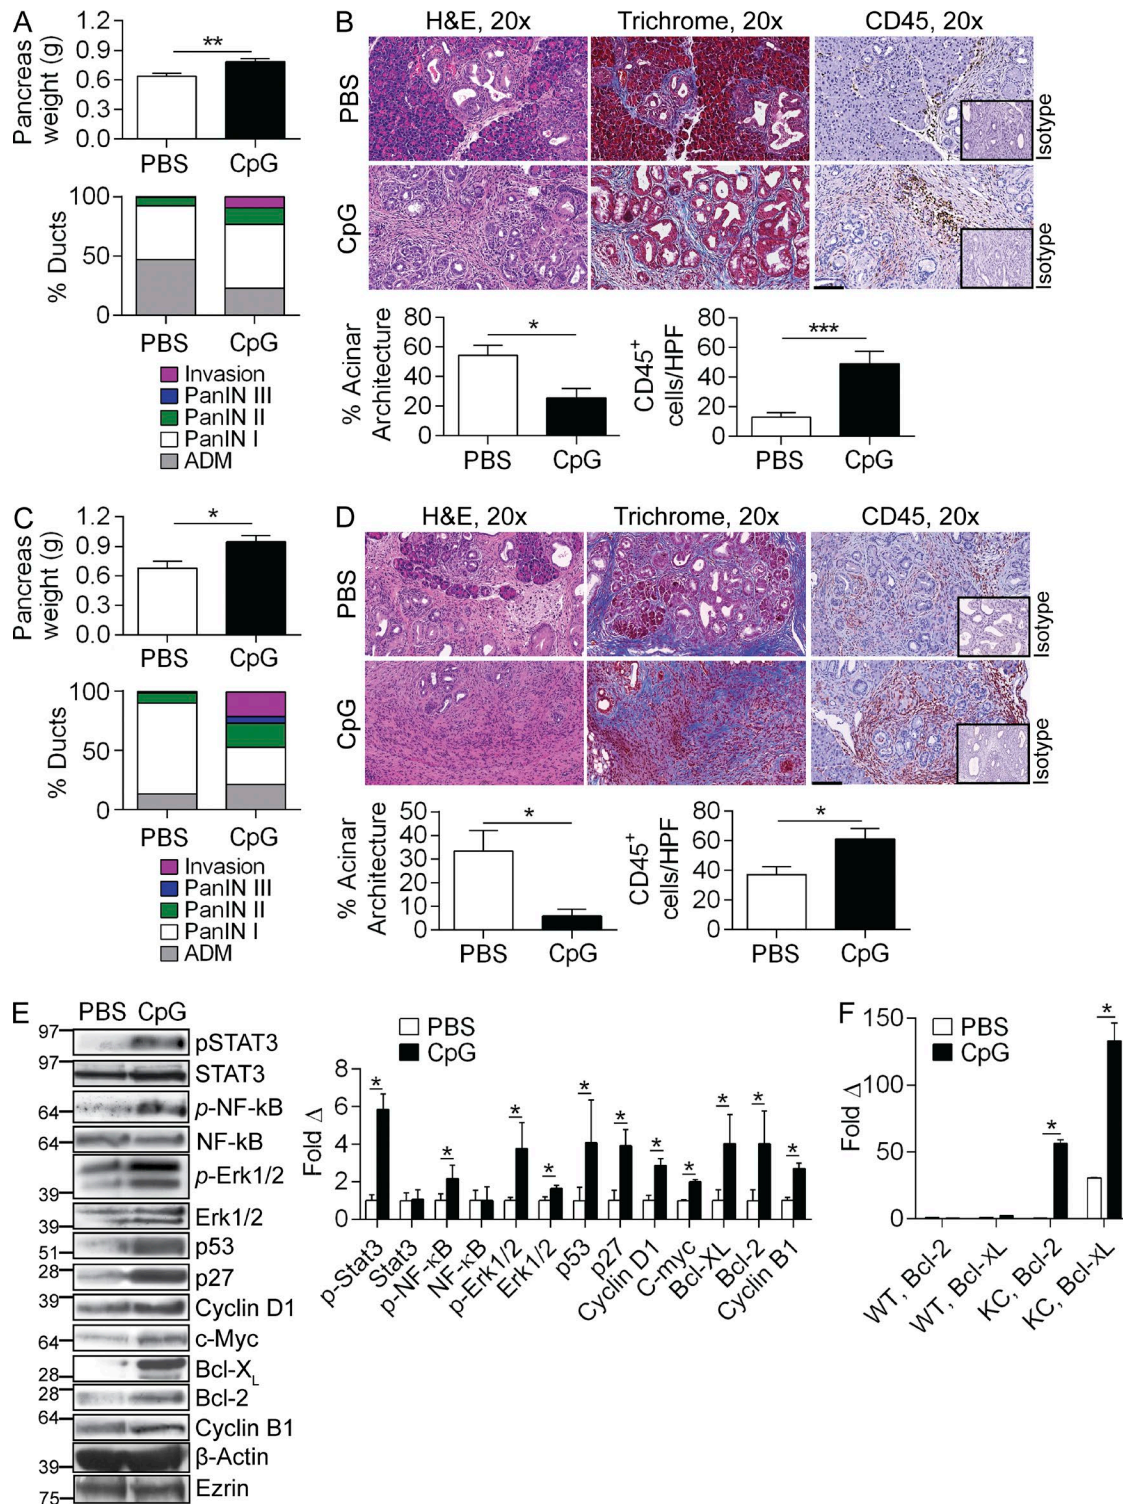 A
Pancreas weight (g)
1.2
0.9
0.6
0.3
0.0
**
PBS
CpG
% Ducts
100
50
0
PBS
CpG
Invasion
PanIN III
PanIN II
PanIN I
ADM
B
H&E, 20x
Trichrome, 20x
CD45, 20x
PBS
CpG
Isotype
Isotype
% Acinar Architecture
80
60
40
20
0
*
PBS
CpG
CD45+ cells/HPF
80
60
40
20
0
***
PBS
CpG
C
Pancreas weight (g)
1.2
0.9
0.6
0.3
0.0
*
PBS
CpG
% Ducts
100
50
0
PBS
CpG
Invasion
PanIN III
PanIN II
PanIN I
ADM
D
H&E, 20x
Trichrome, 20x
CD45, 20x
PBS
CpG
Isotype
Isotype
% Acinar Architecture
50
40
30
20
10
0
*
PBS
CpG
CD45+ cells/HPF
80
60
40
20
0
*
PBS
CpG
E
PBS CpG
97 pSTAT3
97 STAT3
64 p-NF-kB
64 NF-kB
39 p-Erk1/2
39 Erk1/2
51 p53
28 p27
39 Cyclin D1
64 c-Myc
28 Bcl-XL
28 Bcl-2
64 Cyclin B1
39 β-Actin
75 Ezrin
PBS
CpG
Fold Δ
8
6
4
2
0
* * * * * * * * * * *
p-Stat3
Stat3
p-NF-κB
NF-κB
p-Erk1/2
Erk1/2
p53
p27
Cyclin D1
C-myc
Bcl-XL
Bcl-2
Cyclin B1
F
PBS
CpG
Fold Δ
150
100
50
0
* *
WT, Bcl-2
WT, Bcl-XL
KC, Bcl-2
KC, Bcl-XL